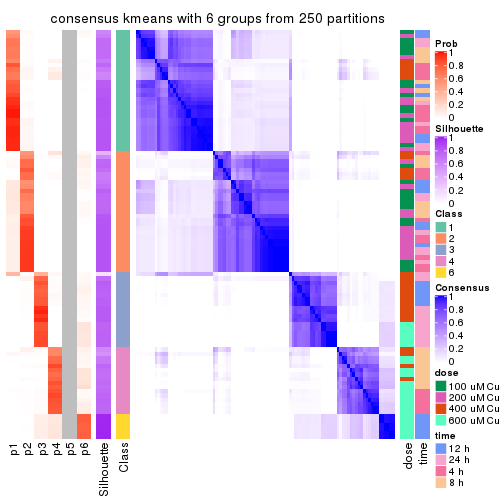 consensus kmeans with 6 groups from 250 partitions
Prob
1
0.8
0.6
0.4
0.2
0
Silhouette
1
0.8
0.6
0.4
0.2
0
Class
1
2
3
4
6
Consensus
1
0.8
0.6
0.4
0.2
0
dose
100 uM Cu
200 uM Cu
400 uM Cu
600 uM Cu
time
12 h
24 h
4 h
8 h
p1
p2
p3
p4
p5
p6
Silhouette
Class
dose
time